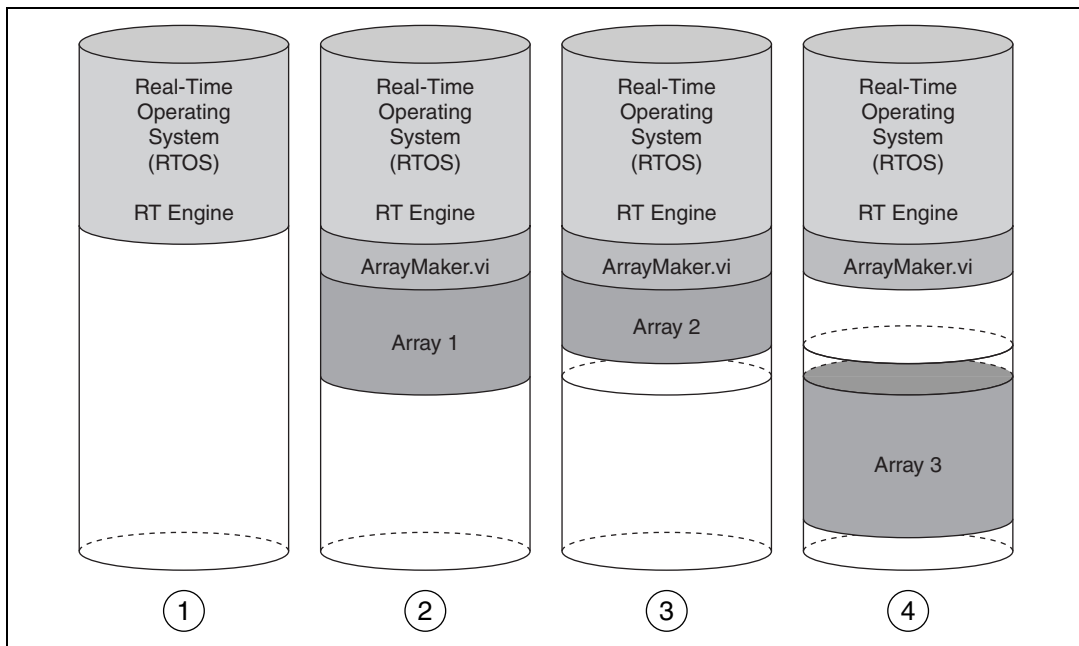 Real-Time
Operating
System
(RTOS)
RT Engine
Real-Time
Operating
System
(RTOS)
RT Engine
ArrayMaker.vi
Array 1
Real-Time
Operating
System
(RTOS)
RT Engine
ArrayMaker.vi
Array 2
Real-Time
Operating
System
(RTOS)
RT Engine
ArrayMaker.vi
Array 3
1
2
3
4